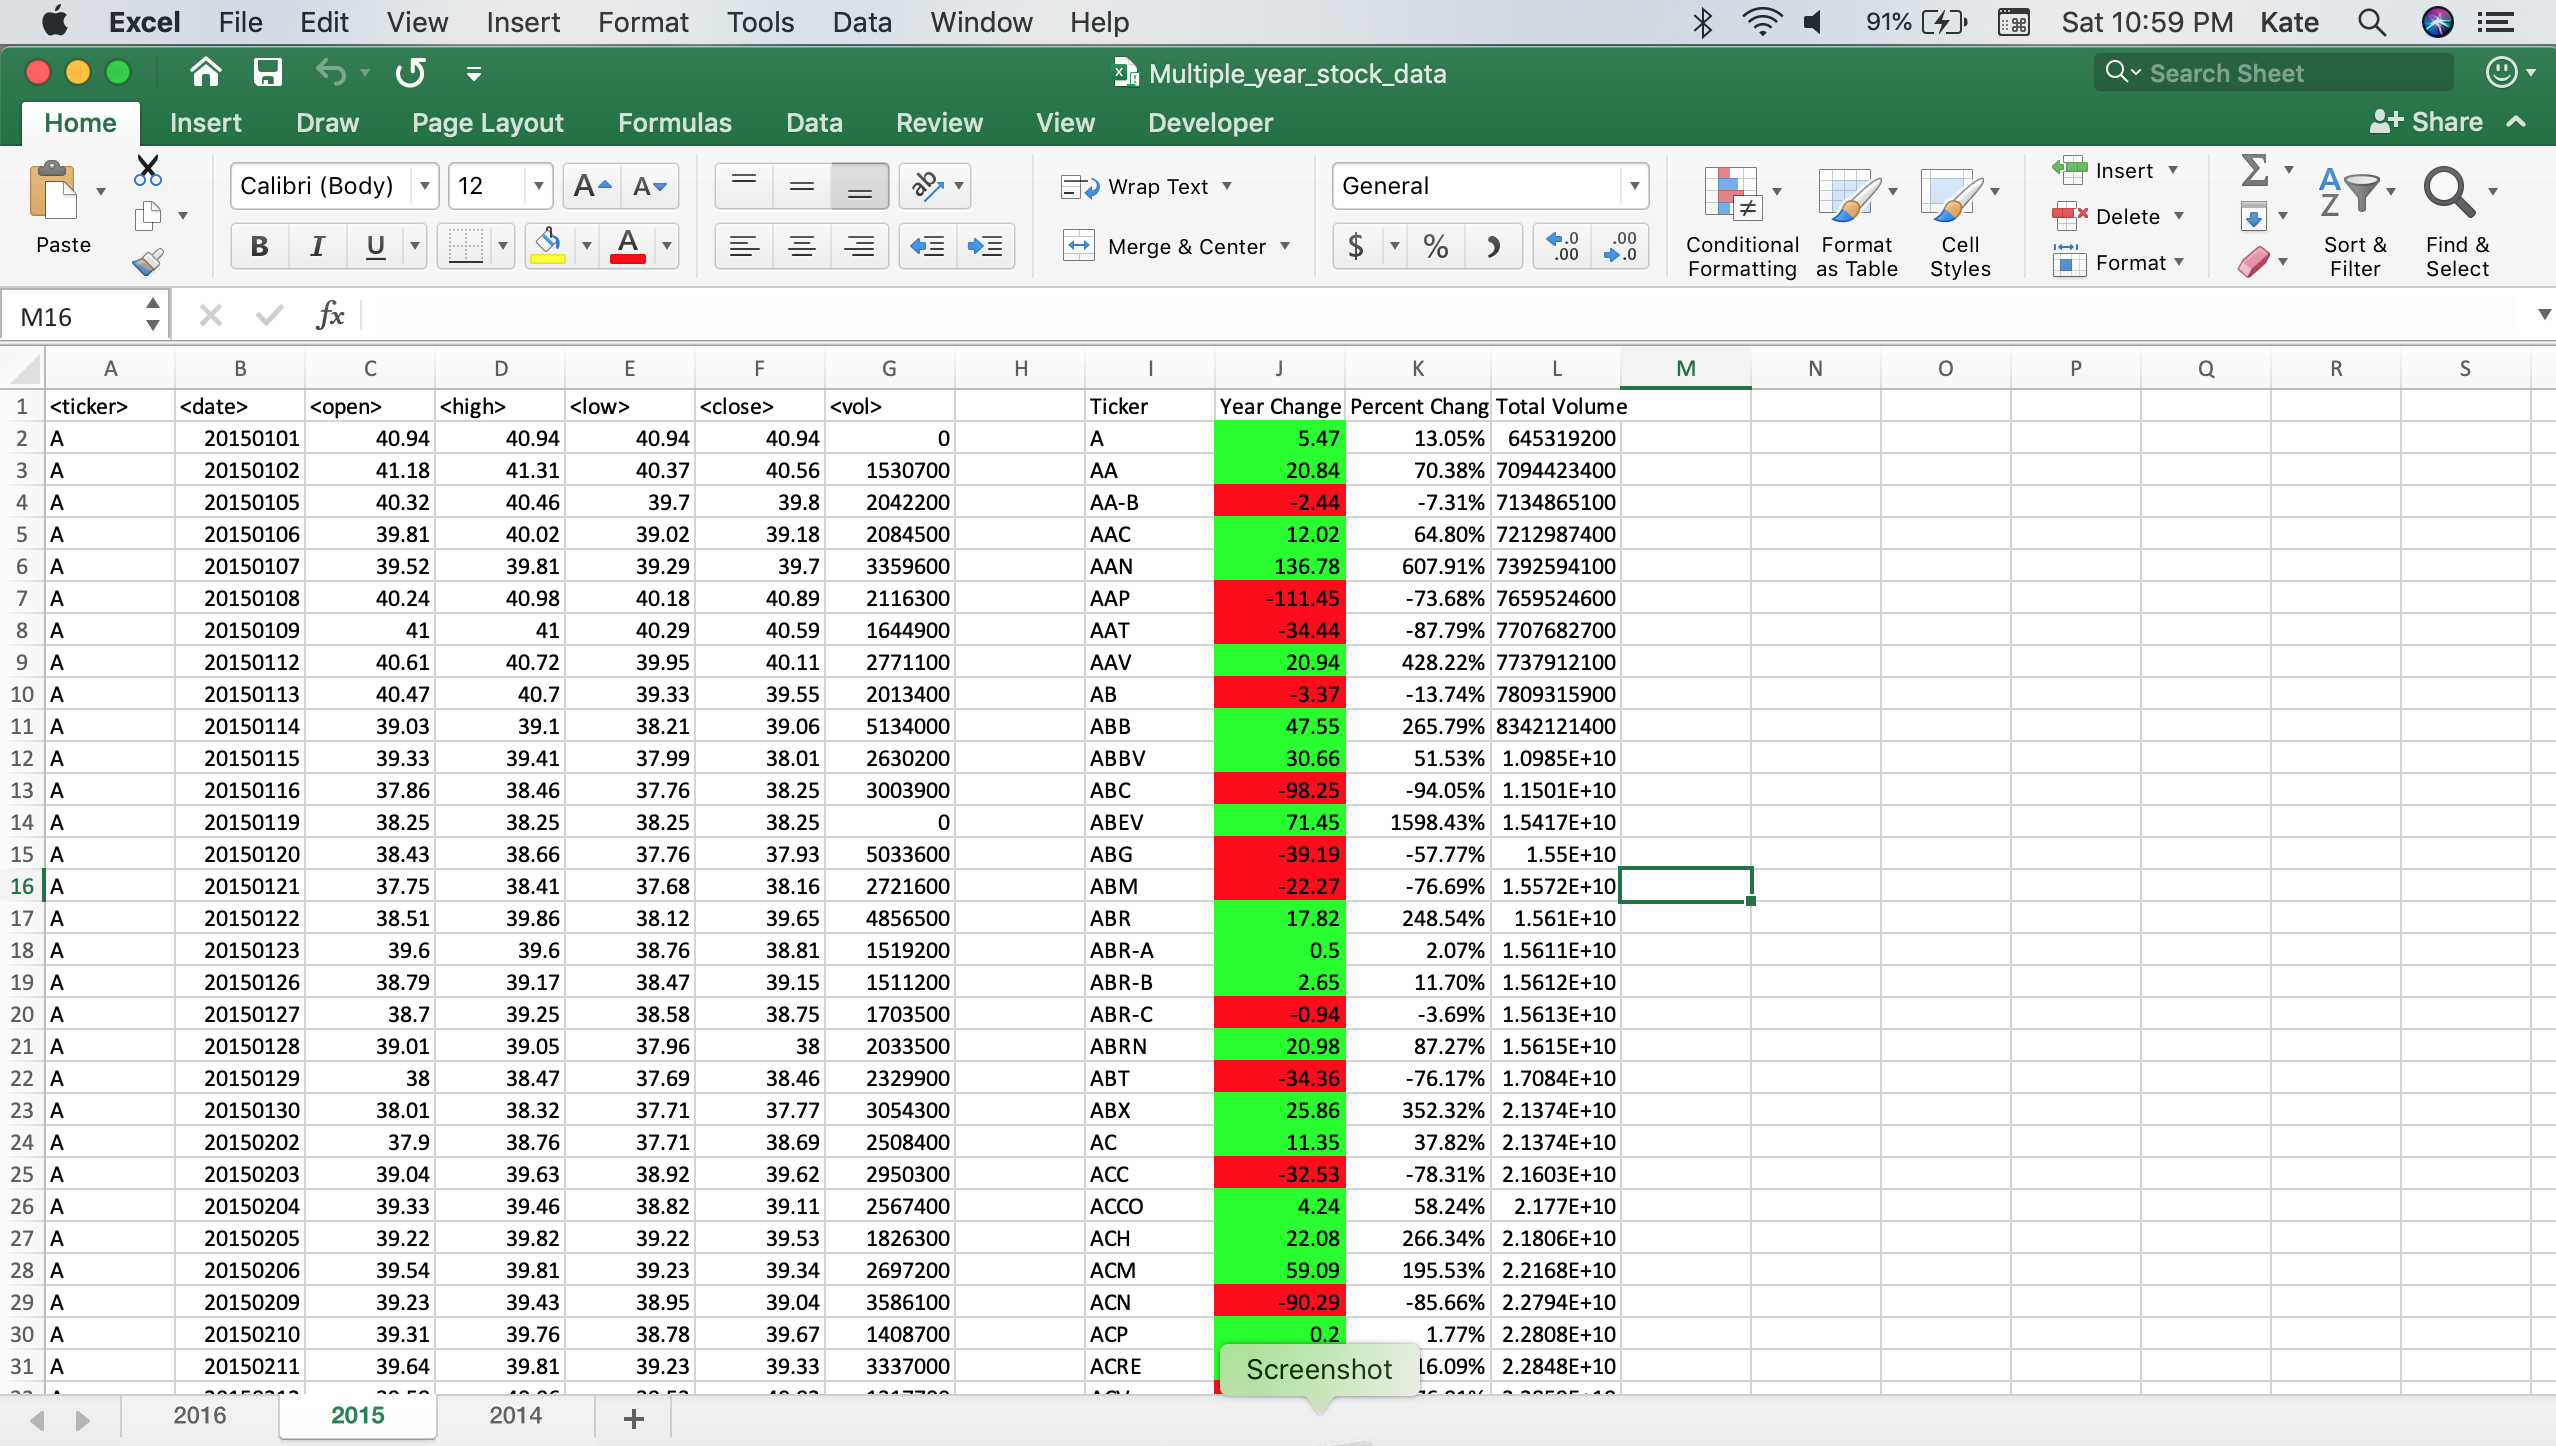 Excel File Edit View Insert Format Tools Data Window Help 91% Sat 10:59 PM Kate
Multiple_year_stock_data Search Sheet
Home Insert Draw Page Layout Formulas Data Review View Developer Share
Paste Calibri (Body) 12 A A ab Wrap Text General Conditional Formatting Format as Table Cell Styles Insert Delete Format Sort & Filter Find & Select
B I U A Merge & Center $ % .0 .00 .00 .0
M16 fx
A B C D E F G H I J K L M N O P Q R S
1 <ticker> <date> <open> <high> <low> <close> <vol> Ticker Year Change Percent Chang Total Volume
2 A 20150101 40.94 40.94 40.94 40.94 0 A 5.47 13.05% 645319200
3 A 20150102 41.18 41.31 40.37 40.56 1530700 AA 20.84 70.38% 7094423400
4 A 20150105 40.32 40.46 39.7 39.8 2042200 AA-B -2.44 -7.31% 7134865100
5 A 20150106 39.81 40.02 39.02 39.18 2084500 AAC 12.02 64.80% 7212987400
6 A 20150107 39.52 39.81 39.29 39.7 3359600 AAN 136.78 607.91% 7392594100
7 A 20150108 40.24 40.98 40.18 40.89 2116300 AAP -111.45 -73.68% 7659524600
8 A 20150109 41 41 40.29 40.59 1644900 AAT -34.44 -87.79% 7707682700
9 A 20150112 40.61 40.72 39.95 40.11 2771100 AAV 20.94 428.22% 7737912100
10 A 20150113 40.47 40.7 39.33 39.55 2013400 AB -3.37 -13.74% 7809315900
11 A 20150114 39.03 39.1 38.21 39.06 5134000 ABB 47.55 265.79% 8342121400
12 A 20150115 39.33 39.41 37.99 38.01 2630200 ABBV 30.66 51.53% 1.0985E+10
13 A 20150116 37.86 38.46 37.76 38.25 3003900 ABC -98.25 -94.05% 1.1501E+10
14 A 20150119 38.25 38.25 38.25 38.25 0 ABEV 71.45 1598.43% 1.5417E+10
15 A 20150120 38.43 38.66 37.76 37.93 5033600 ABG -39.19 -57.77% 1.55E+10
16 A 20150121 37.75 38.41 37.68 38.16 2721600 ABM -22.27 -76.69% 1.5572E+10
17 A 20150122 38.51 39.86 38.12 39.65 4856500 ABR 17.82 248.54% 1.561E+10
18 A 20150123 39.6 39.6 38.76 38.81 1519200 ABR-A 0.5 2.07% 1.5611E+10
19 A 20150126 38.79 39.17 38.47 39.15 1511200 ABR-B 2.65 11.70% 1.5612E+10
20 A 20150127 38.7 39.25 38.58 38.75 1703500 ABR-C -0.94 -3.69% 1.5613E+10
21 A 20150128 39.01 39.05 37.96 38 2033500 ABRN 20.98 87.27% 1.5615E+10
22 A 20150129 38 38.47 37.69 38.46 2329900 ABT -34.36 -76.17% 1.7084E+10
23 A 20150130 38.01 38.32 37.71 37.77 3054300 ABX 25.86 352.32% 2.1374E+10
24 A 20150202 37.9 38.76 37.71 38.69 2508400 AC 11.35 37.82% 2.1374E+10
25 A 20150203 39.04 39.63 38.92 39.62 2950300 ACC -32.53 -78.31% 2.1603E+10
26 A 20150204 39.33 39.46 38.82 39.11 2567400 ACCO 4.24 58.24% 2.177E+10
27 A 20150205 39.22 39.82 39.22 39.53 1826300 ACH 22.08 266.34% 2.1806E+10
28 A 20150206 39.54 39.81 39.23 39.34 2697200 ACM 59.09 195.53% 2.2168E+10
29 A 20150209 39.23 39.43 38.95 39.04 3586100 ACN -90.29 -85.66% 2.2794E+10
30 A 20150210 39.31 39.76 38.78 39.67 1408700 ACP 0.2 1.77% 2.2808E+10
31 A 20150211 39.64 39.81 39.23 39.33 3337000 ACRE 16.09% 2.2848E+10
Screenshot
2016 2015 2014 +